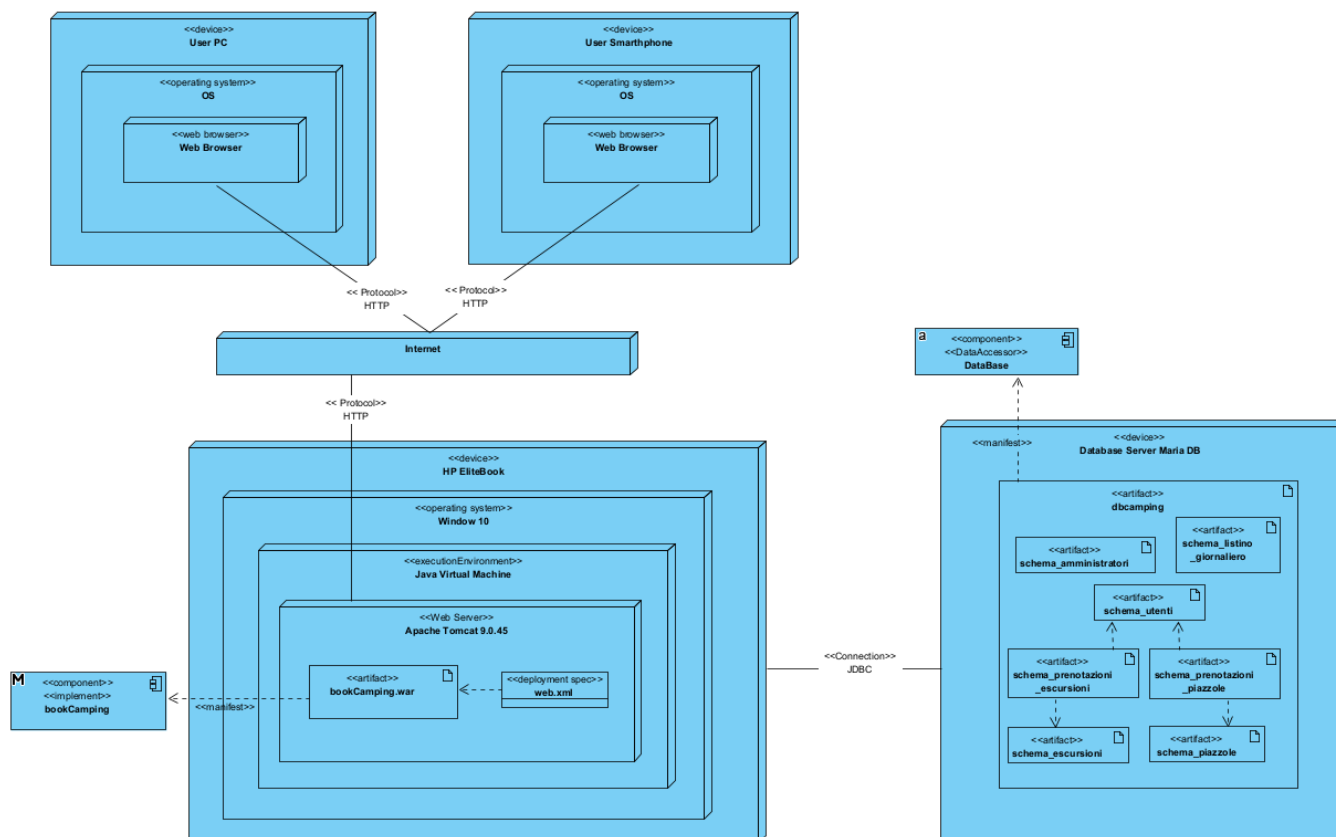 <<device>>
User PC
<<operating system>>
OS
<<web browser>>
Web Browser
<<device>>
User Smarthphone
<<operating system>>
OS
<<web browser>>
Web Browser
<< Protocol>>
HTTP
<< Protocol>>
HTTP
Internet
<< Protocol>>
HTTP
a
<<component>>
<<DataAccessor>>
DataBase
<<manifest>>
<<device>>
HP EliteBook
<<operating system>>
Window 10
<<executionEnvironment>>
Java Virtual Machine
<<Web Server>>
Apache Tomcat 9.0.45
<<artifact>>
bookCamping.war
<<deployment spec>>
web.xml
M
<<component>>
<<implement>>
bookCamping
<<manifest>>
<<Connection>>
JDBC
<<device>>
Database Server Maria DB
<<artifact>>
dbcamping
<<artifact>>
schema_amministratori
<<artifact>>
schema_listino
_giornaliero
<<artifact>>
schema_utenti
<<artifact>>
schema_prenotazioni
_escursioni
<<artifact>>
schema_prenotazioni
_piazzole
<<artifact>>
schema_escursioni
<<artifact>>
schema_piazzole